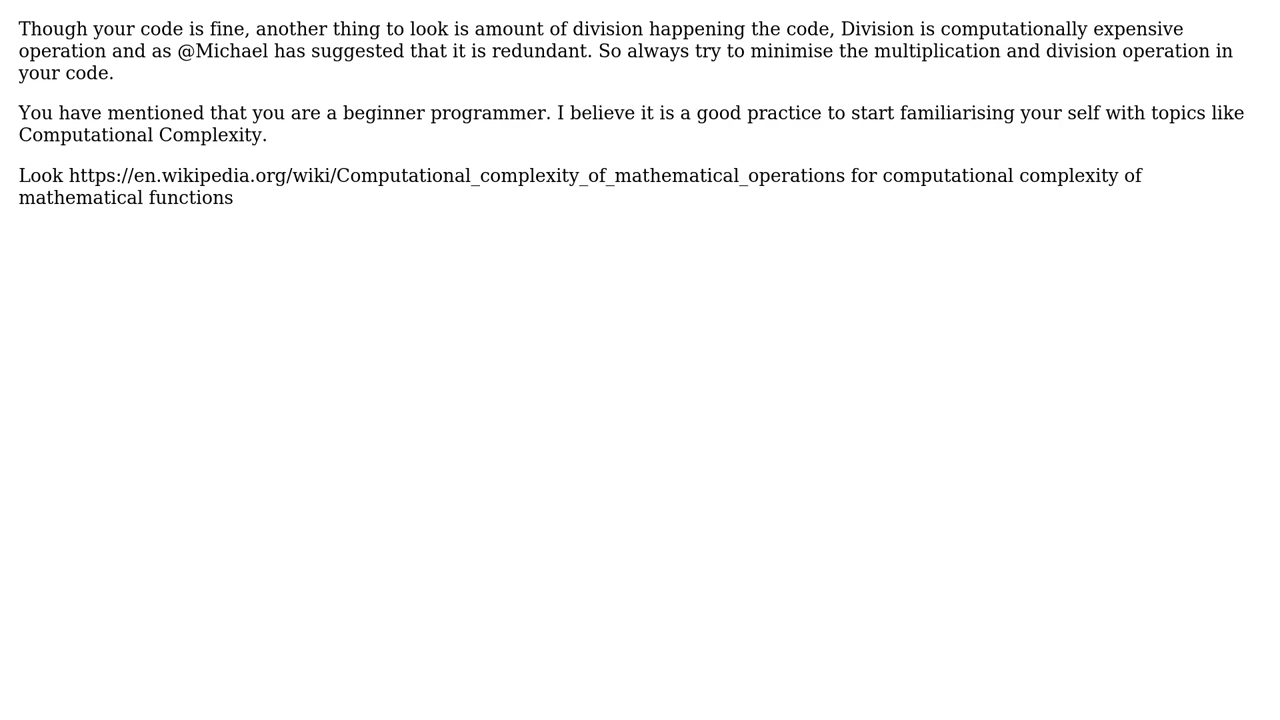 Though your code is fine, another thing to look is amount of division happening the code, Division is computationally expensive
operation and as @Michael has suggested that it is redundant. So always try to minimise the multiplication and division operation in
your code.
You have mentioned that you are a beginner programmer. I believe it is a good practice to start familiarising your self with topics like
Computational Complexity.
Look https://en.wikipedia.org/wiki/Computational_complexity_of_mathematical_operations for computational complexity of
mathematical functions